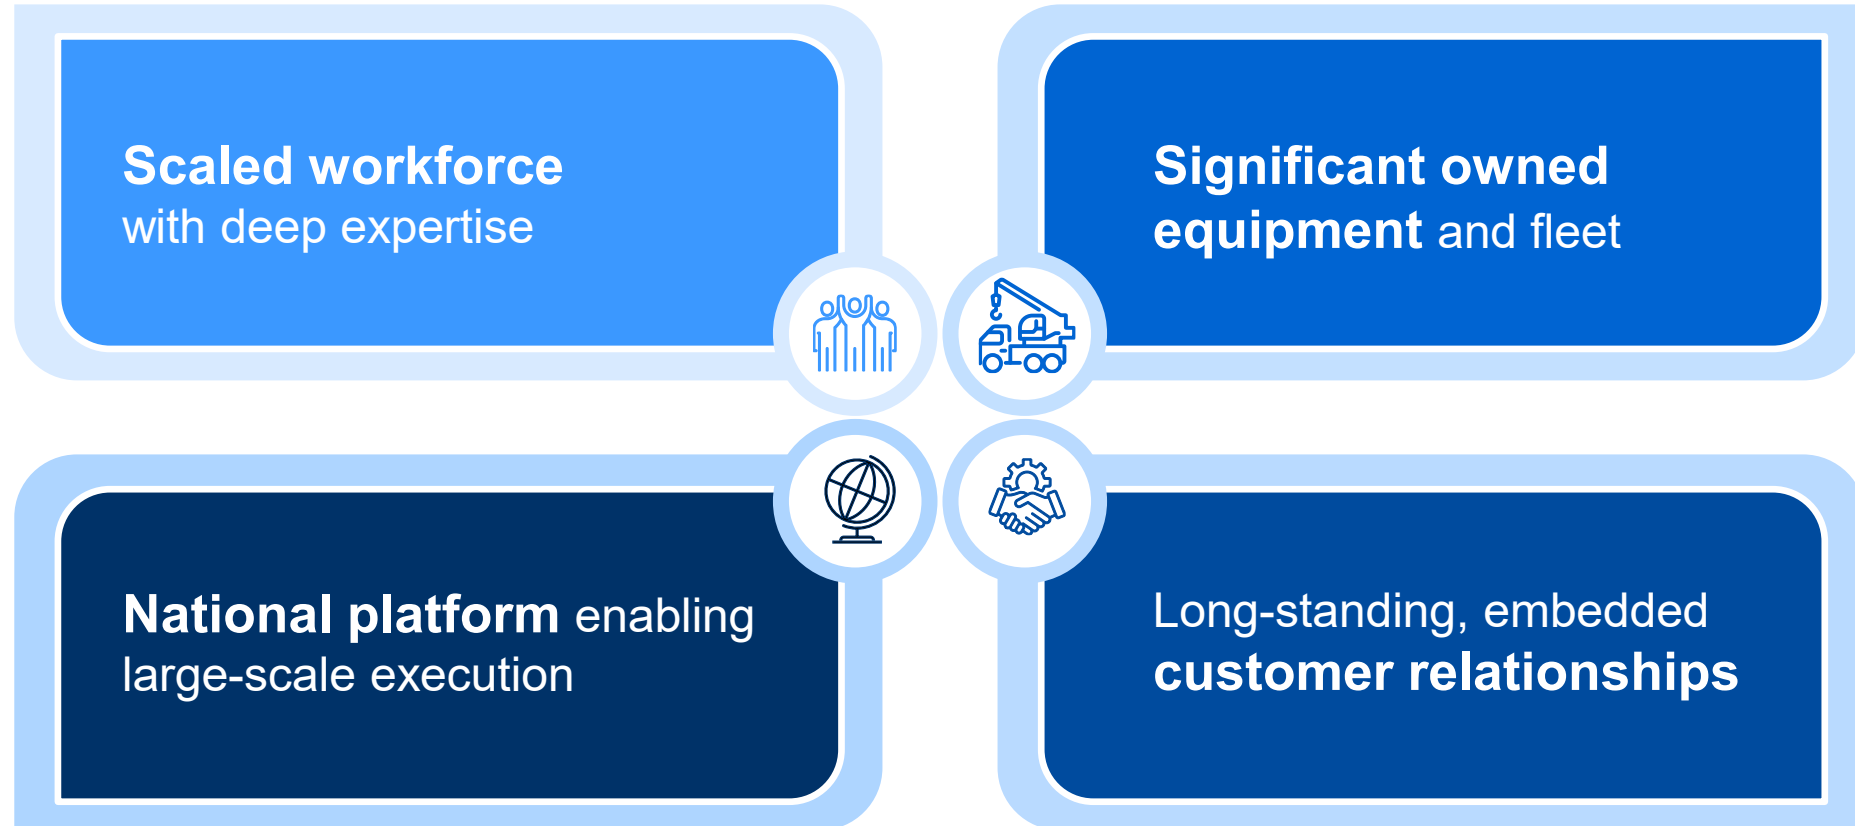 Scaled workforce
with deep expertise
Significant owned
equipment and fleet
National platform enabling
large-scale execution
Long-standing, embedded
customer relationships